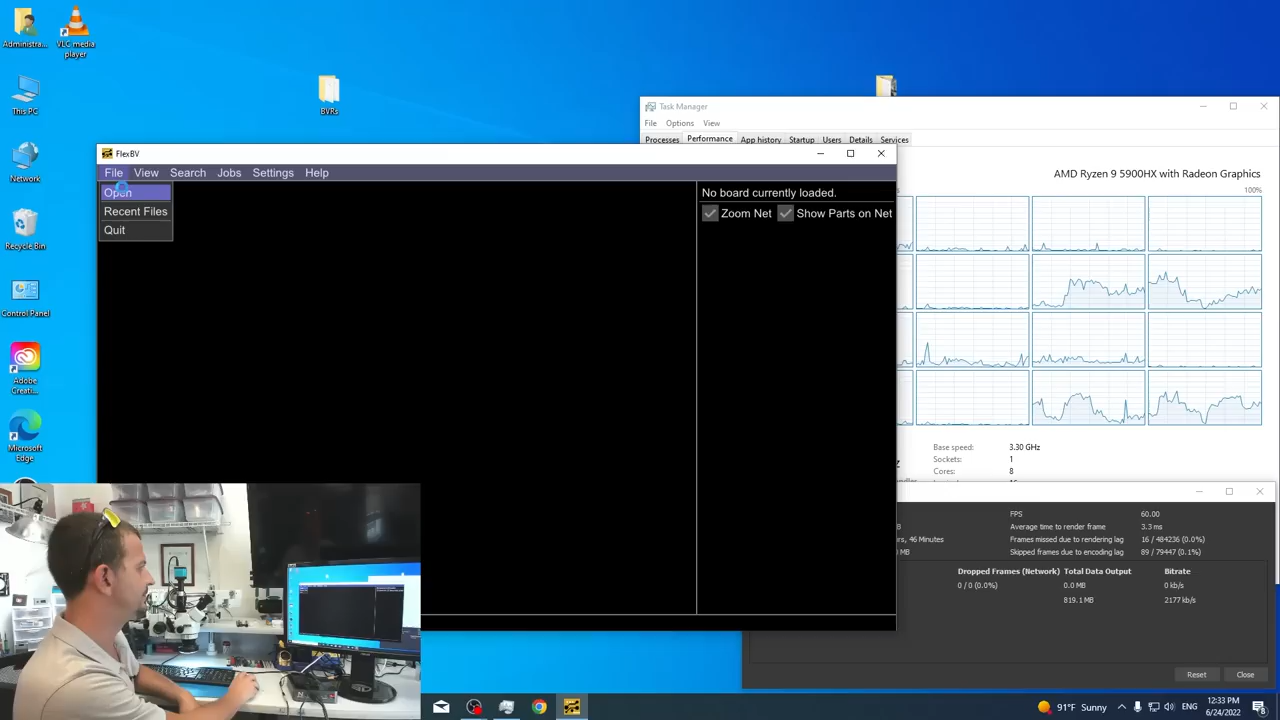 Administra...
VLC media
player
This PC
Network
Recycle Bin
Control Panel
Adobe
Creati...
Microsoft
Edge
BVRs
Task Manager
File Options View
Processes Performance App history Startup Users Details Services
AMD Ryzen 9 5900HX with Radeon Graphics
100%
FlexBV
File View Search Jobs Settings Help
Open
Recent Files
Quit
No board currently loaded.
Zoom Net Show Parts on Net
Base speed: 3.30 GHz
Sockets: 1
Cores: 8
FPS 60.00
Average time to render frame 3.3 ms
, 46 Minutes Frames missed due to rendering lag 16 / 484236 (0.0%)
MB Skipped frames due to encoding lag 89 / 79447 (0.1%)
Dropped Frames (Network) Total Data Output Bitrate
0 / 0 (0.0%) 0.0 MB 0 kb/s
819.1 MB 2177 kb/s
Reset Close
91°F Sunny
12:33 PM
6/24/2022